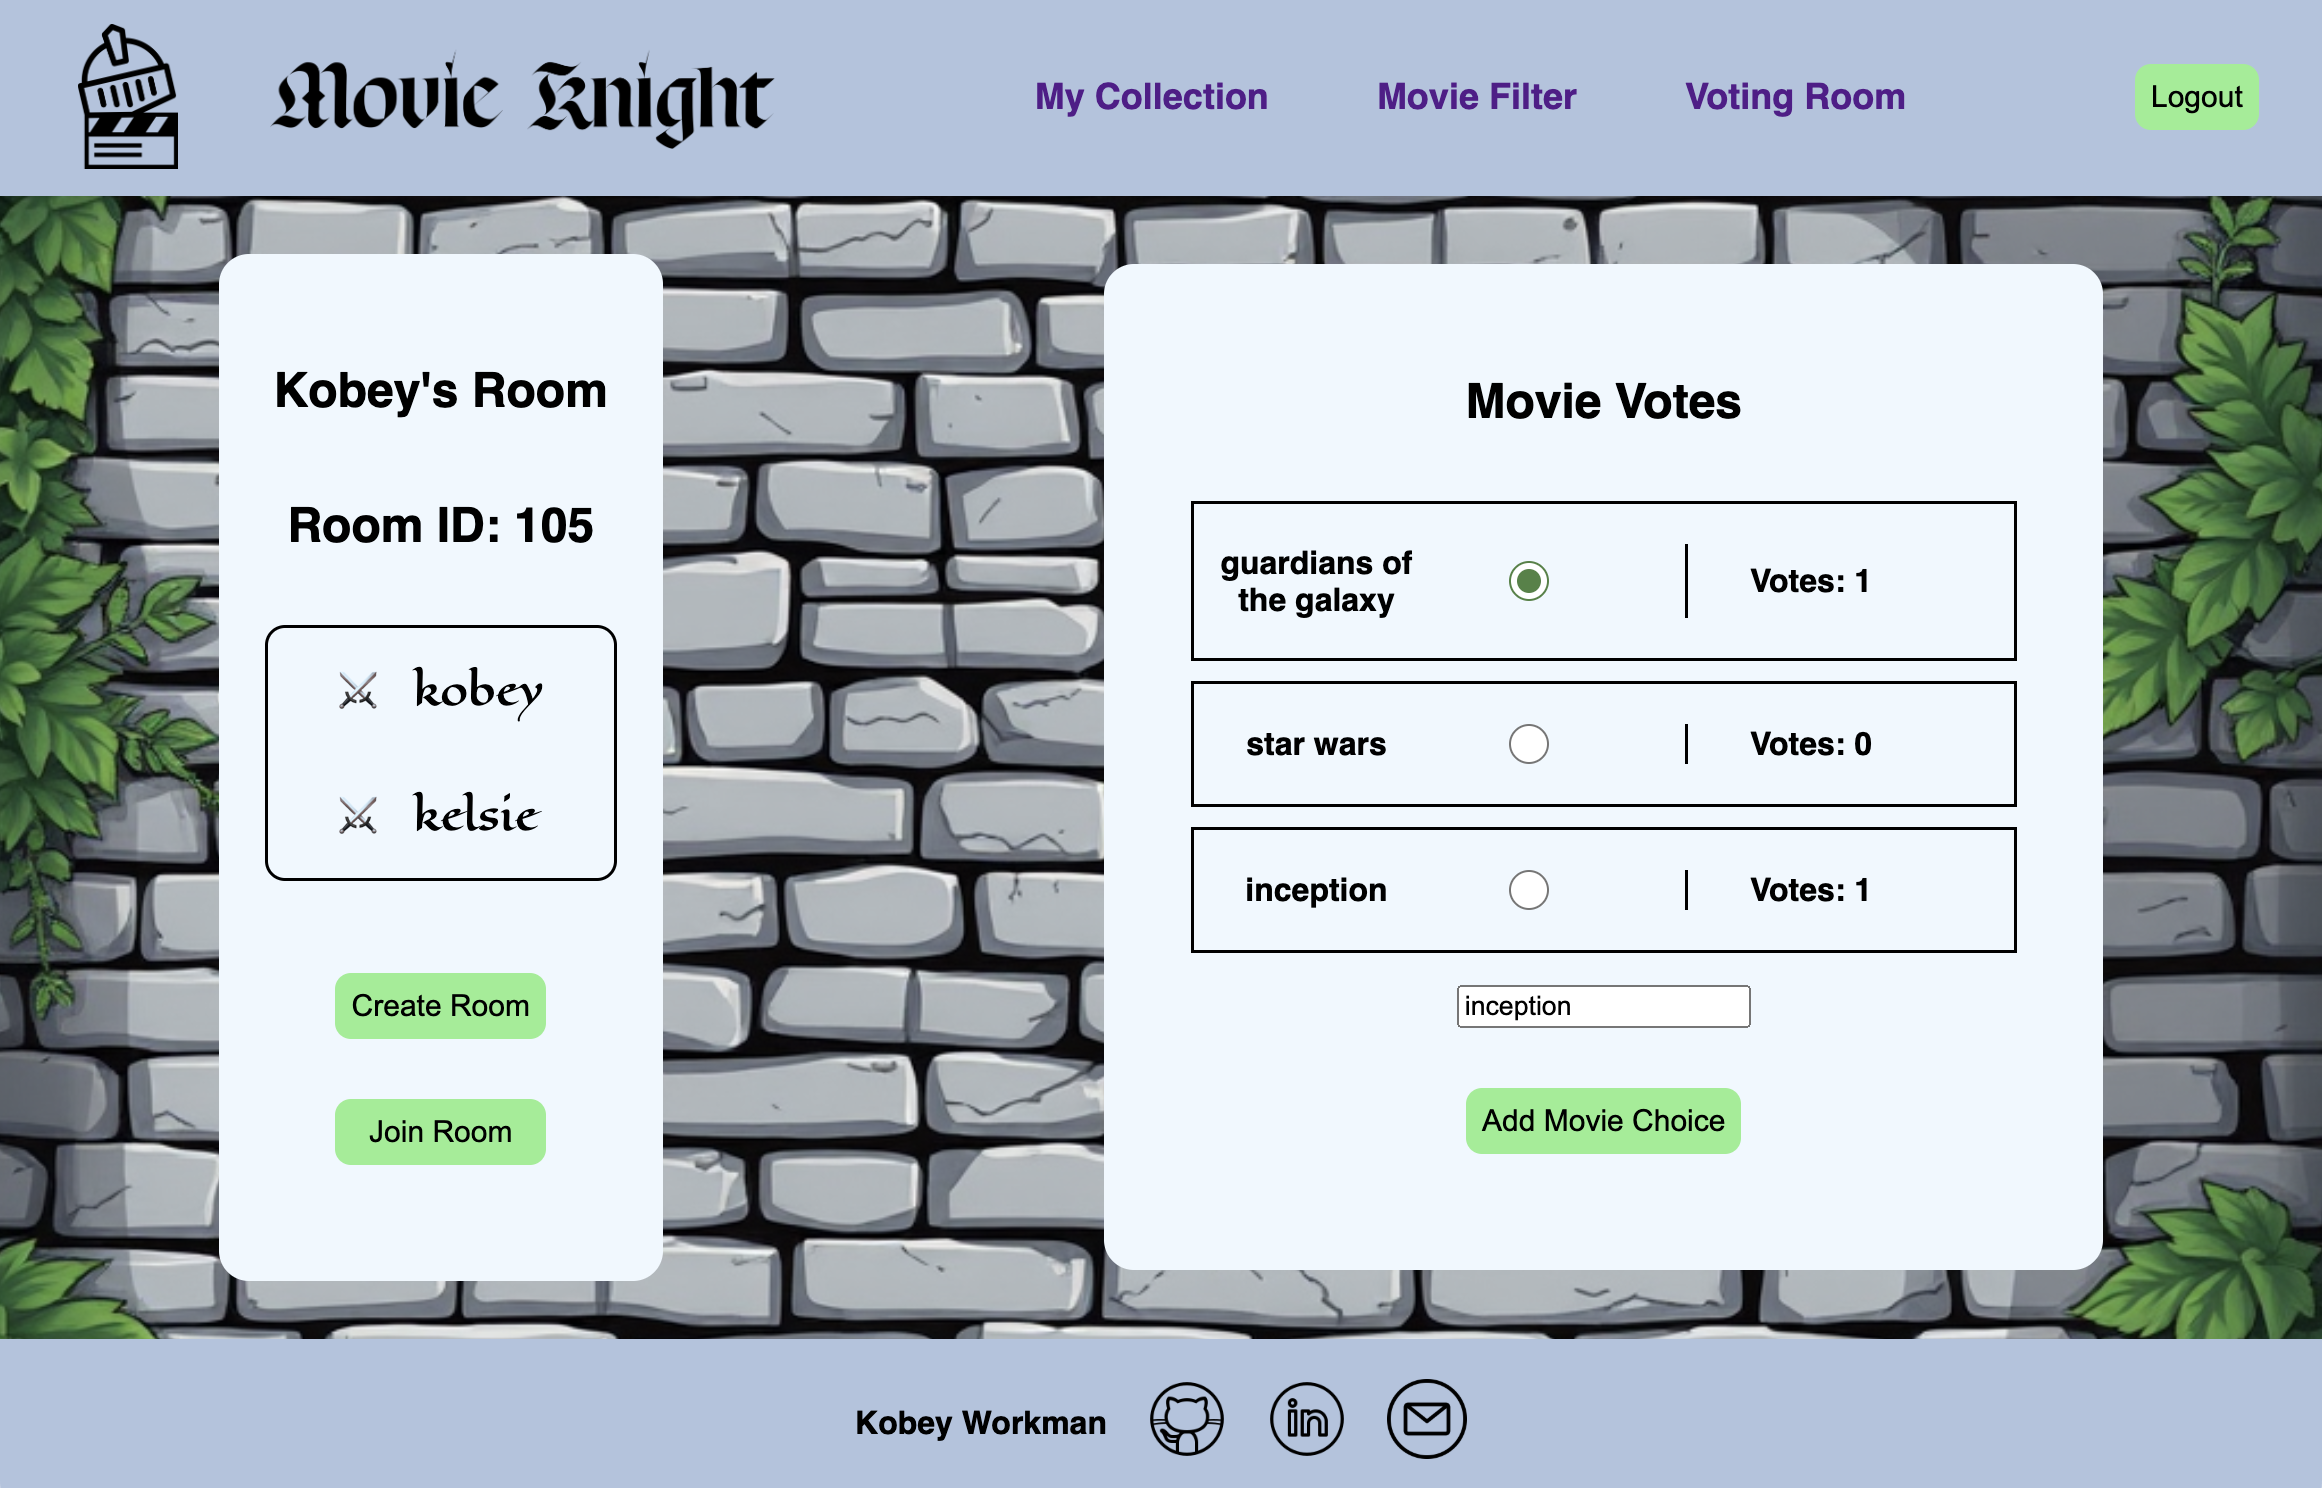 Movie Knight
My Collection
Movie Filter
Voting Room
Logout
Kobey's Room
Room ID: 105
kobey
kelsie
Create Room
Join Room
Movie Votes
guardians of
the galaxy
Votes: 1
star wars
Votes: 0
inception
Votes: 1
inception
Add Movie Choice
Kobey Workman
in